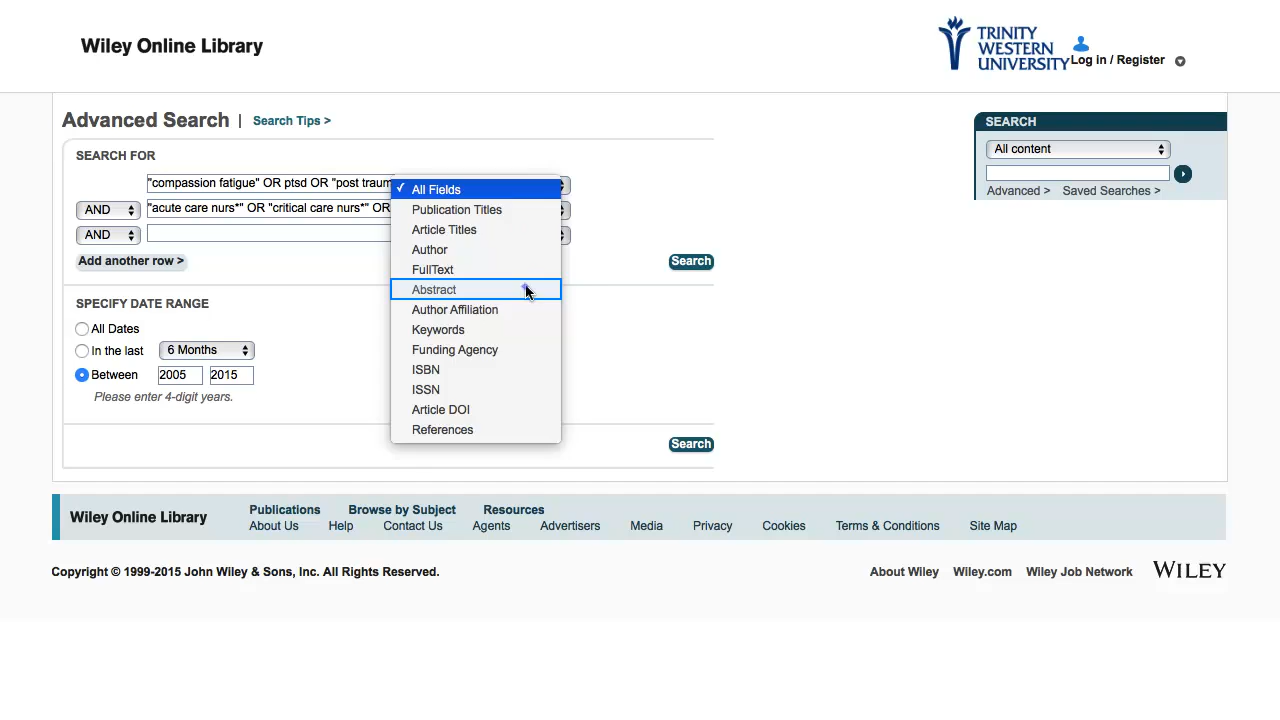 Wiley Online Library
TRINITY
WESTERN
UNIVERSITY
Log in / Register
Advanced Search | Search Tips >
SEARCH
SEARCH FOR
All content
"compassion fatigue" OR ptsd OR "post traum
AND
"acute care nurs*" OR "critical care nurs*" OR
AND
Advanced >
Saved Searches >
✓ All Fields
Publication Titles
Article Titles
Author
FullText
Abstract
Author Affiliation
Keywords
Funding Agency
ISBN
ISSN
Article DOI
References
Add another row >
Search
SPECIFY DATE RANGE
All Dates
In the last 6 Months
Between 2005 2015
Please enter 4-digit years.
Search
Wiley Online Library
Publications Browse by Subject Resources
About Us Help Contact Us Agents Advertisers Media Privacy Cookies Terms & Conditions Site Map
Copyright © 1999-2015 John Wiley & Sons, Inc. All Rights Reserved.
About Wiley Wiley.com Wiley Job Network WILEY